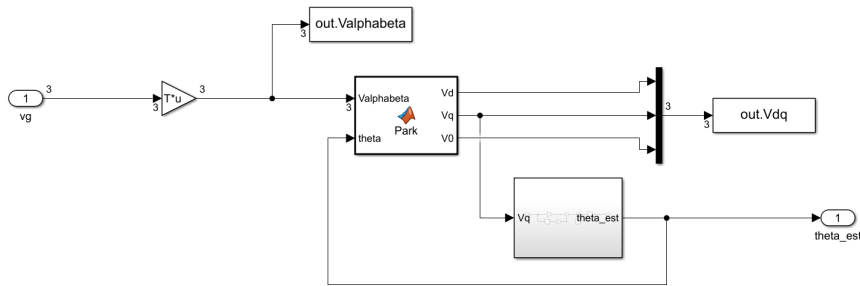 out.Valphabeta
3
1
vg
3
T*u
3
3
3
Valphabeta
theta
Park
Vd
Vq
V0
3
3
out.Vdq
Vq
theta_est
1
theta_est